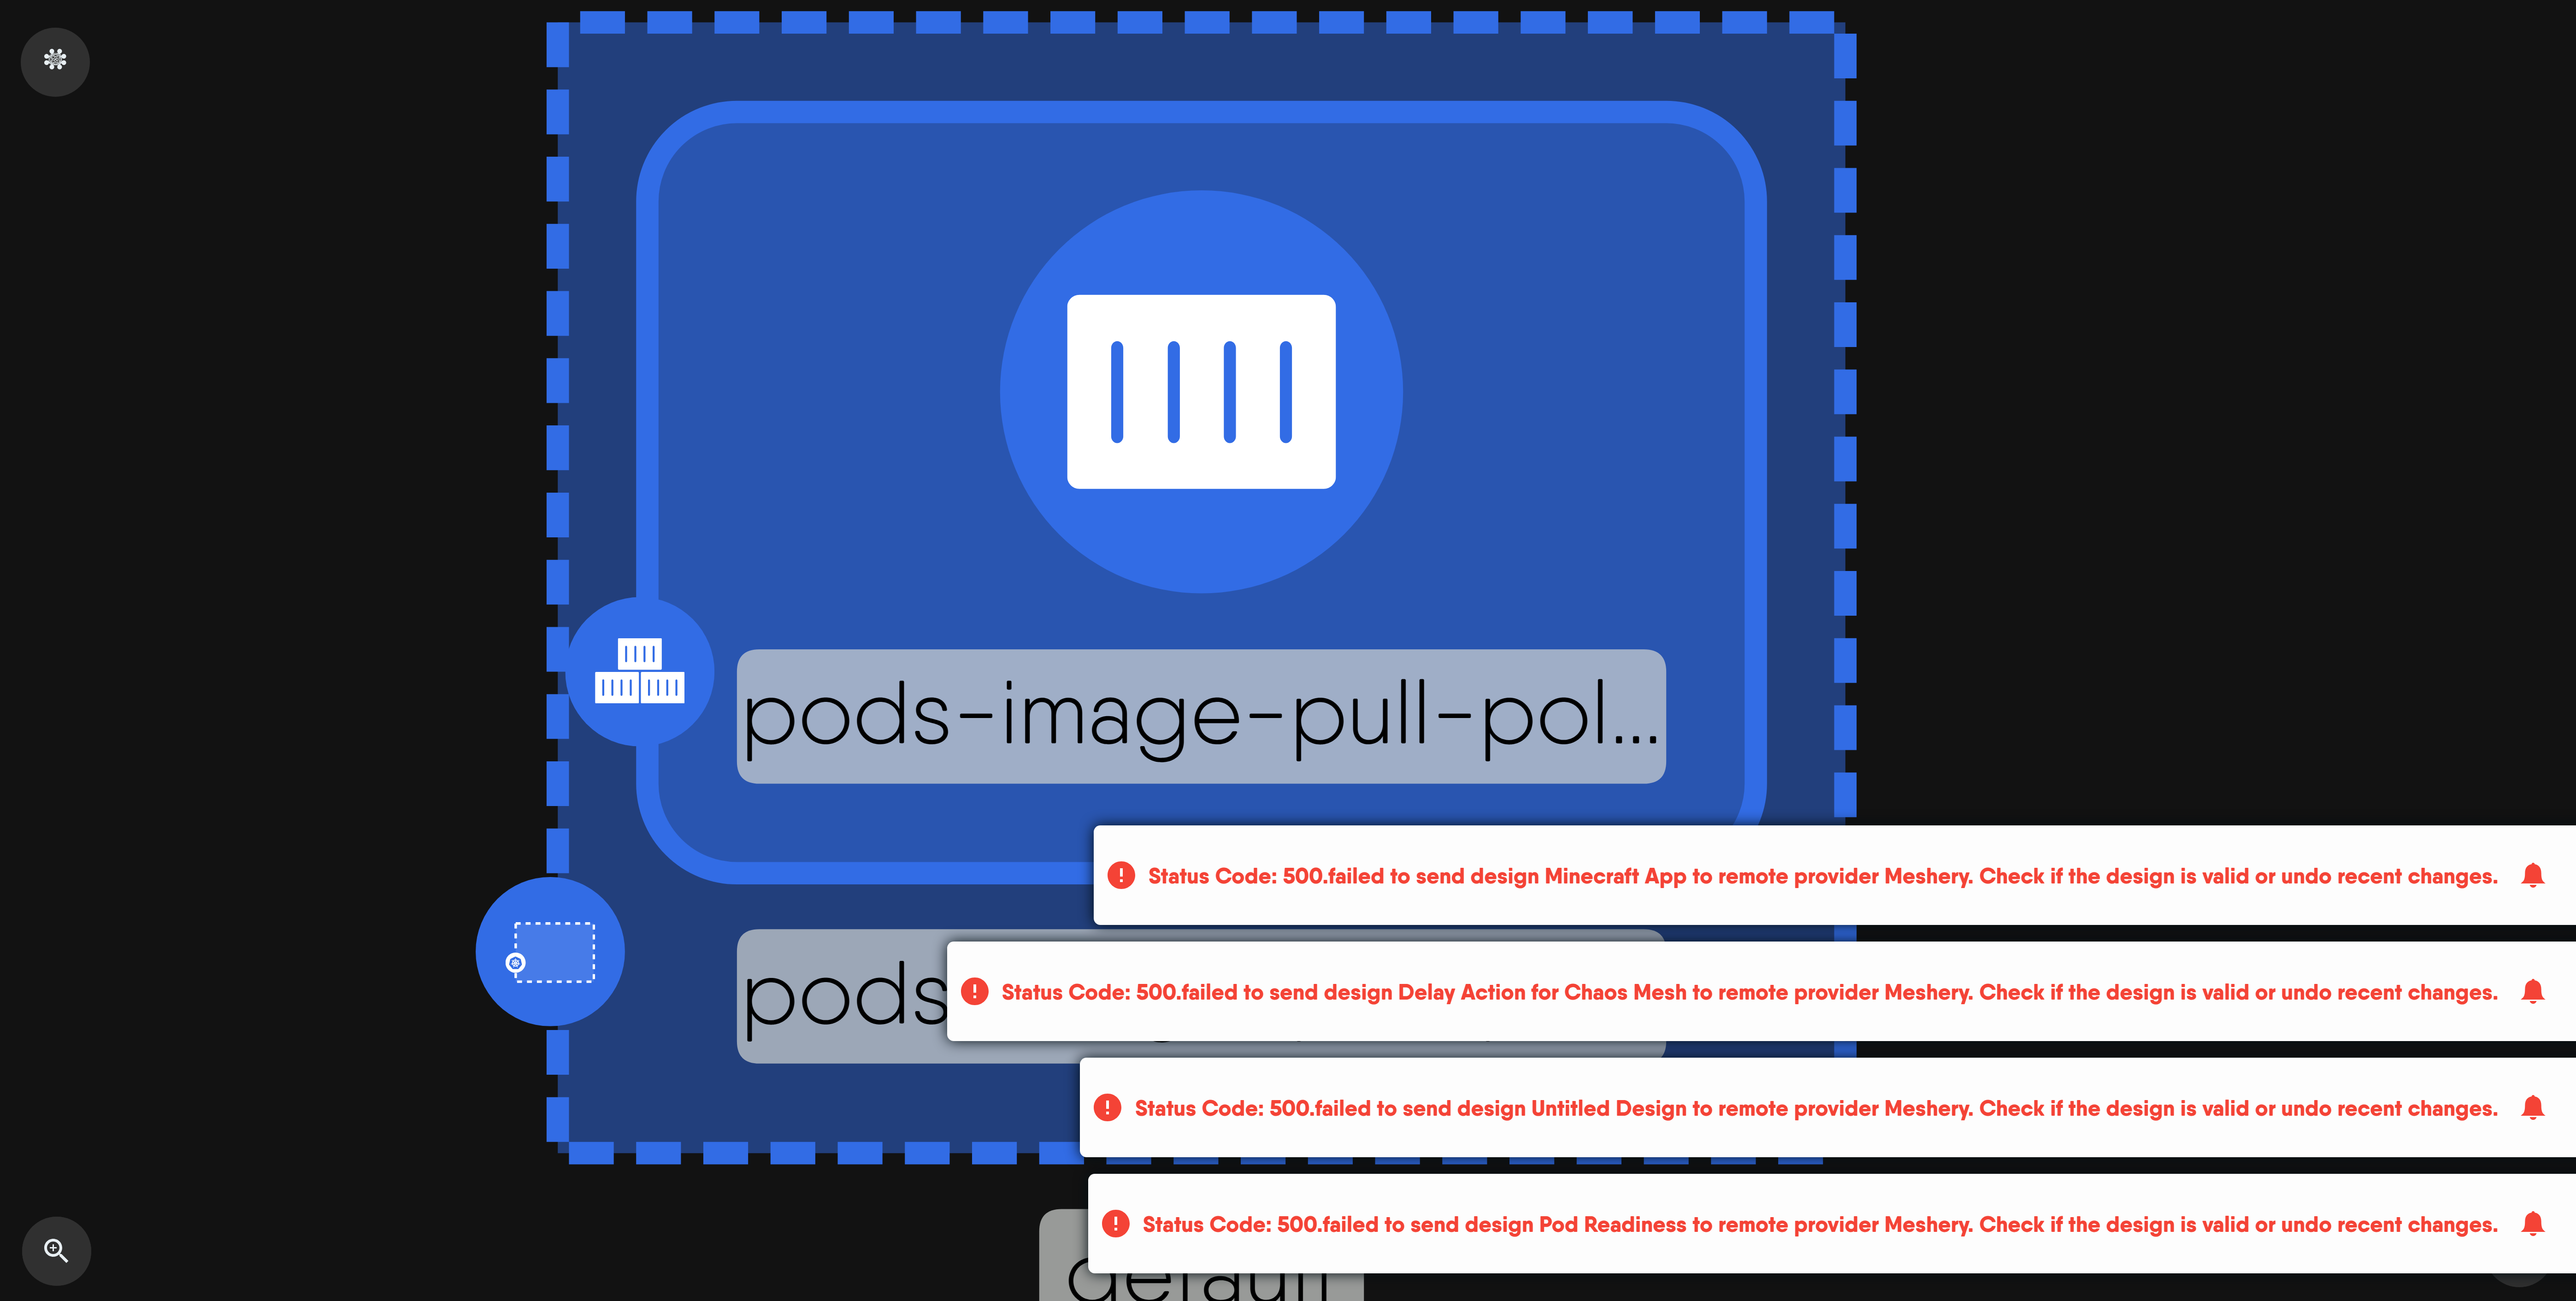 pods-image-pull-pol...
Status Code: 500.failed to send design Minecraft App to remote provider Meshery. Check if the design is valid or undo recent changes.
pods
Status Code: 500.failed to send design Delay Action for Chaos Mesh to remote provider Meshery. Check if the design is valid or undo recent changes.
Status Code: 500.failed to send design Untitled Design to remote provider Meshery. Check if the design is valid or undo recent changes.
Status Code: 500.failed to send design Pod Readiness to remote provider Meshery. Check if the design is valid or undo recent changes.
default